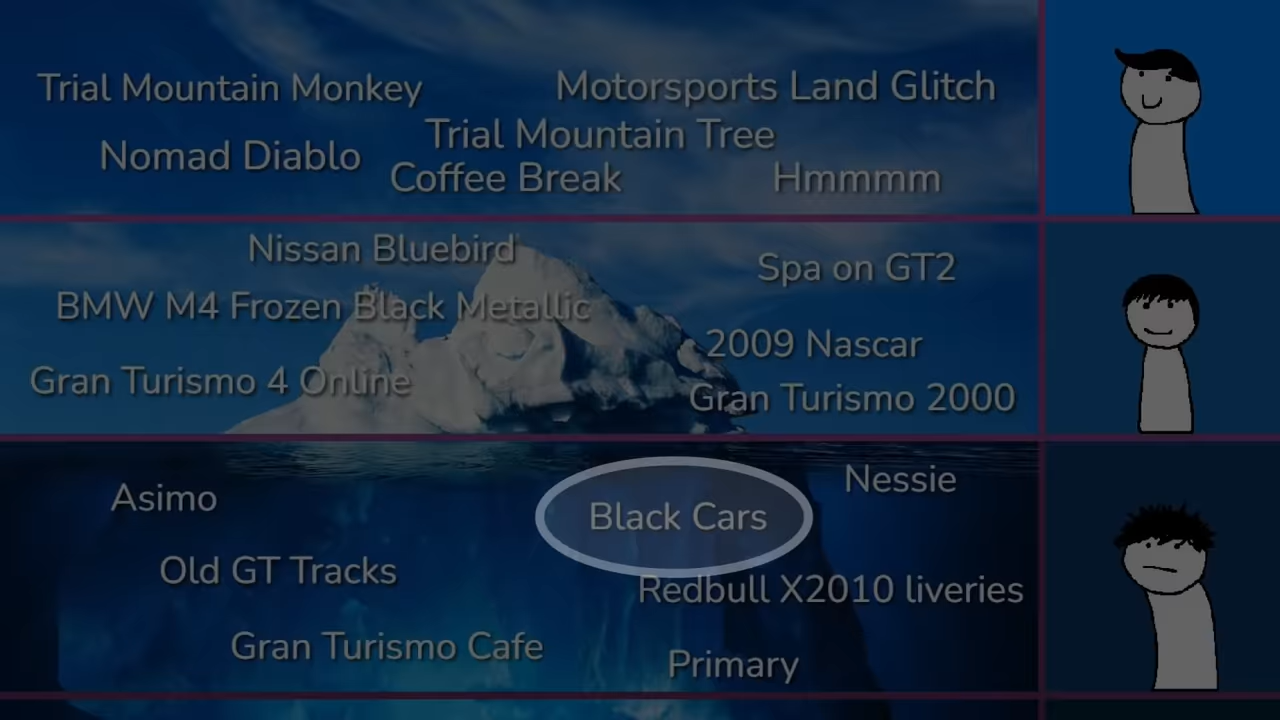 Trial Mountain Monkey
Motorsports Land Glitch
Trial Mountain Tree
Nomad Diablo
Coffee Break
Hmmmm
Nissan Bluebird
Spa on GT2
BMW M4 Frozen Black Metallic
2009 Nascar
Gran Turismo 4 Online
Gran Turismo 2000
Nessie
Asimo
Black Cars
Old GT Tracks
Redbull X2010 liveries
Gran Turismo Cafe
Primary